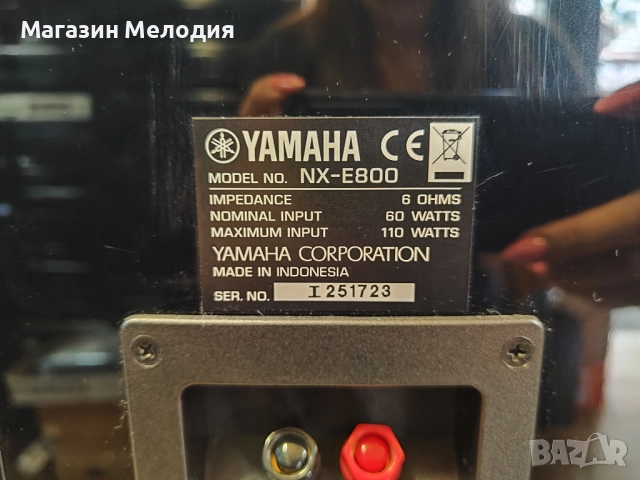 Магазин Мелодия
YAMAHA CE
MODEL NO. NX-E800
IMPEDANCE 6 OHMS
NOMINAL INPUT 60 WATTS
MAXIMUM INPUT 110 WATTS
YAMAHA CORPORATION
MADE IN INDONESIA
SER. NO. I 251723
BAZAR